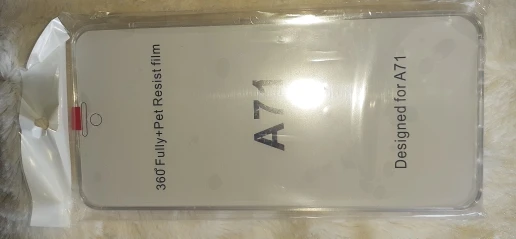 360° Fully+Pet Resist film
A71
Designed for A71